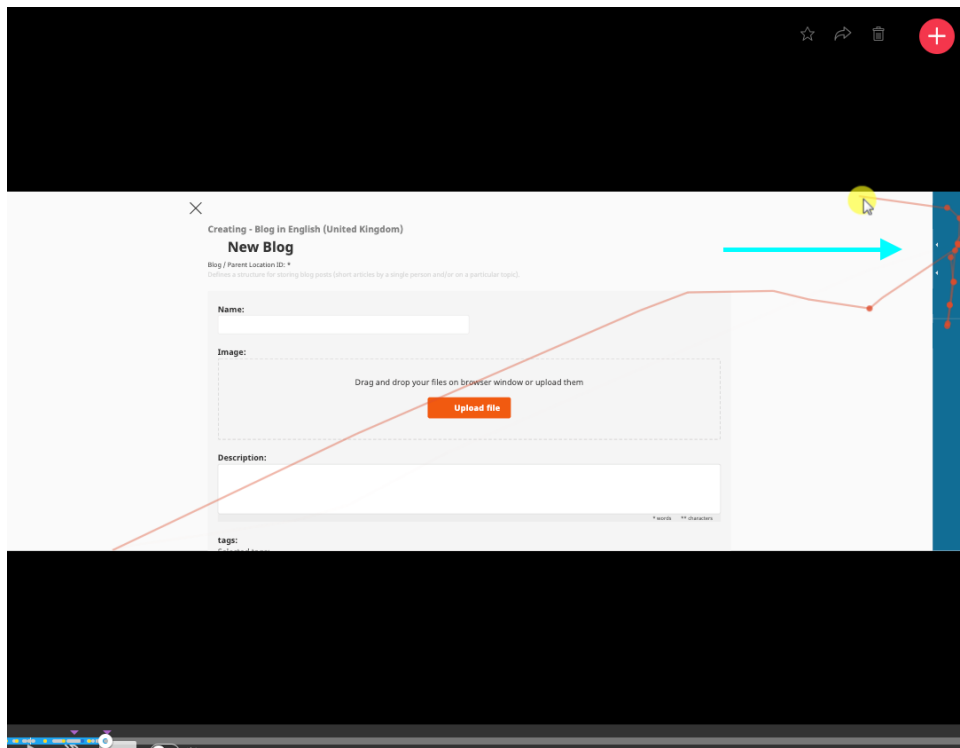 Creating - Blog in English (United Kingdom)
New Blog
Blog / Parent Location ID: *
Defines a structure for storing blog posts (short articles by a single person and/or on a particular topic).
Name:
Image:
Drag and drop your files on browser window or upload them
Upload file
Description:
* words ** characters
tags:
Selected tags: